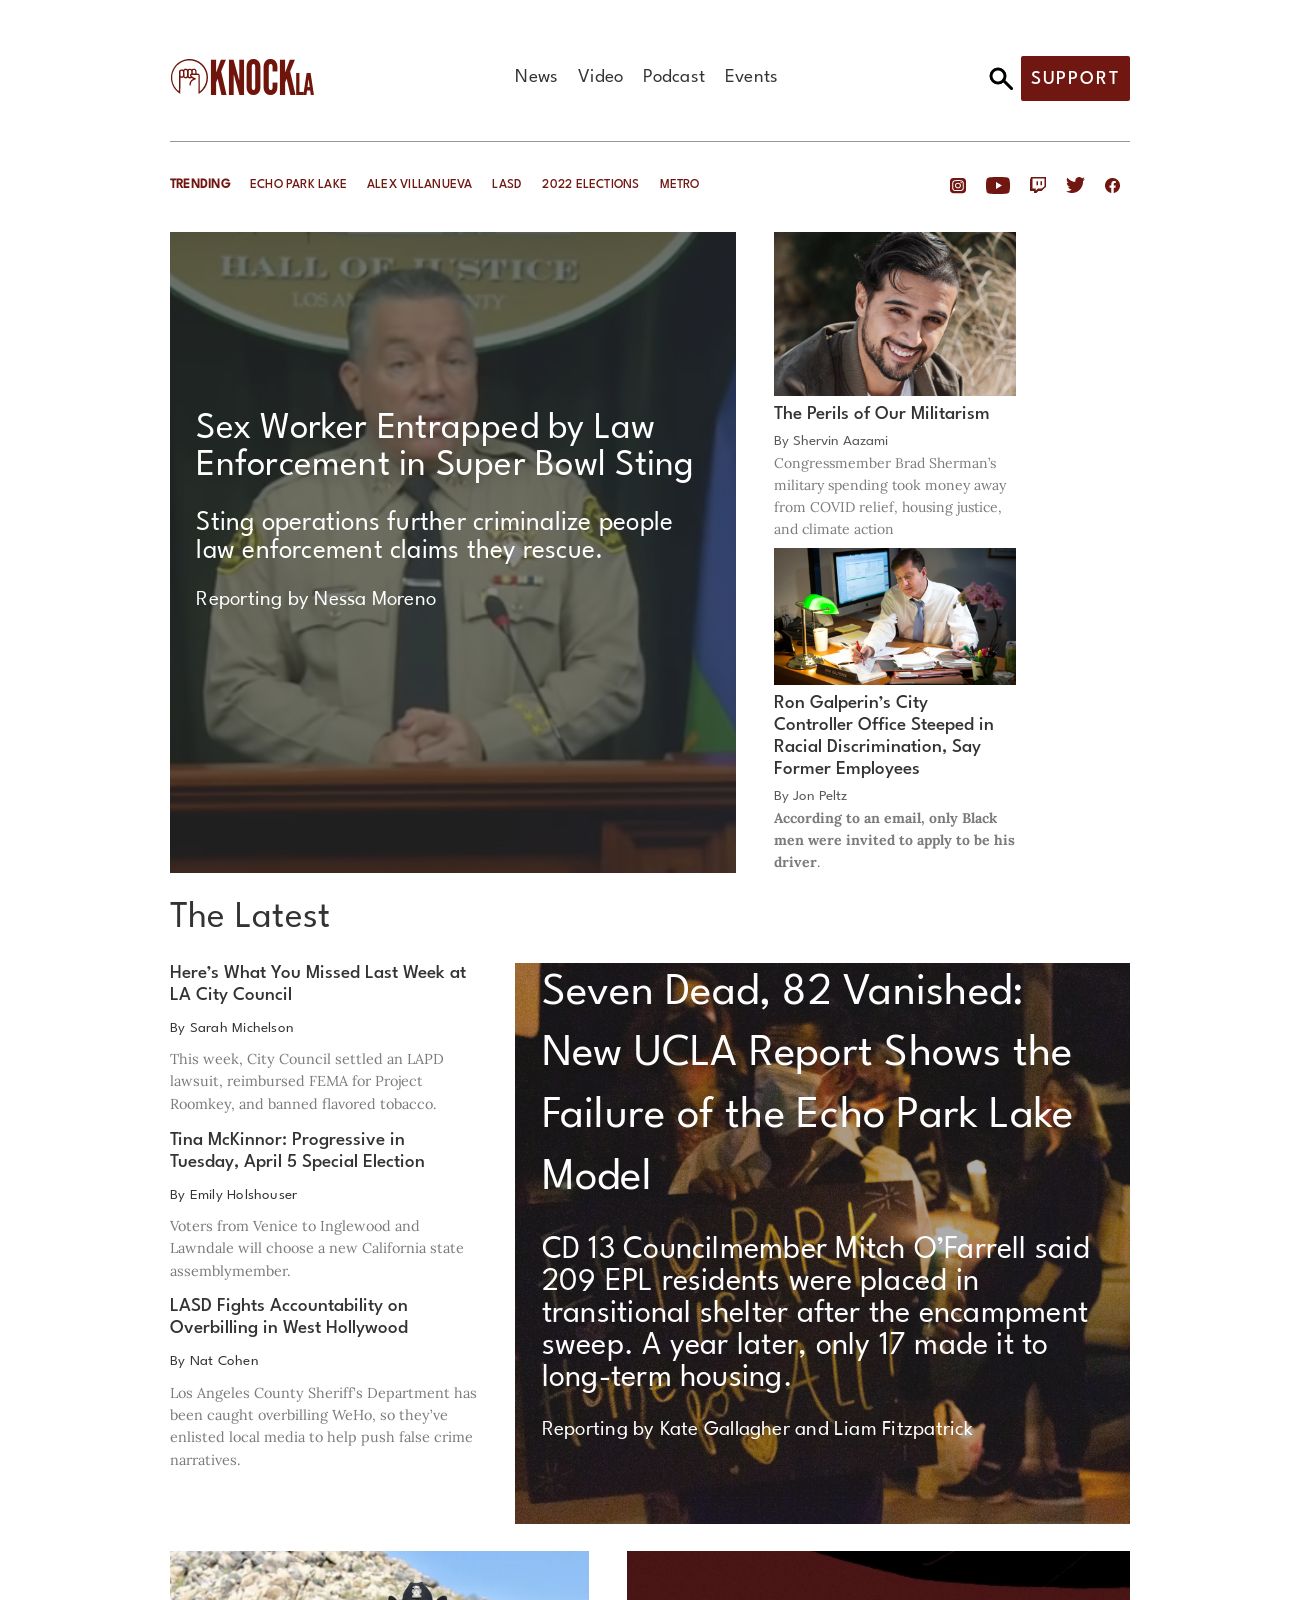 KNOCK LA
News Video Podcast Events
SUPPORT
TRENDING ECHO PARK LAKE ALEX VILLANUEVA LASD 2022 ELECTIONS METRO
HALL OF JUSTICE
Sex Worker Entrapped by Law
Enforcement in Super Bowl Sting
Sting operations further criminalize people
law enforcement claims they rescue.
Reporting by Nessa Moreno
The Perils of Our Militarism
By Shervin Aazami
Congressmember Brad Sherman’s
military spending took money away
from COVID relief, housing justice,
and climate action
Ron Galperin’s City
Controller Office Steeped in
Racial Discrimination, Say
Former Employees
By Jon Peltz
According to an email, only Black
men were invited to apply to be his
driver.
The Latest
Here’s What You Missed Last Week at
LA City Council
By Sarah Michelson
This week, City Council settled an LAPD
lawsuit, reimbursed FEMA for Project
Roomkey, and banned flavored tobacco.
Tina McKinnor: Progressive in
Tuesday, April 5 Special Election
By Emily Holshouser
Voters from Venice to Inglewood and
Lawndale will choose a new California state
assemblymember.
LASD Fights Accountability on
Overbilling in West Hollywood
By Nat Cohen
Los Angeles County Sheriff's Department has
been caught overbilling WeHo, so they’ve
enlisted local media to help push false crime
narratives.
Seven Dead, 82 Vanished:
New UCLA Report Shows the
Failure of the Echo Park Lake
Model
CD 13 Councilmember Mitch O’Farrell said
209 EPL residents were placed in
transitional shelter after the encampment
sweep. A year later, only 17 made it to
long-term housing.
Reporting by Kate Gallagher and Liam Fitzpatrick